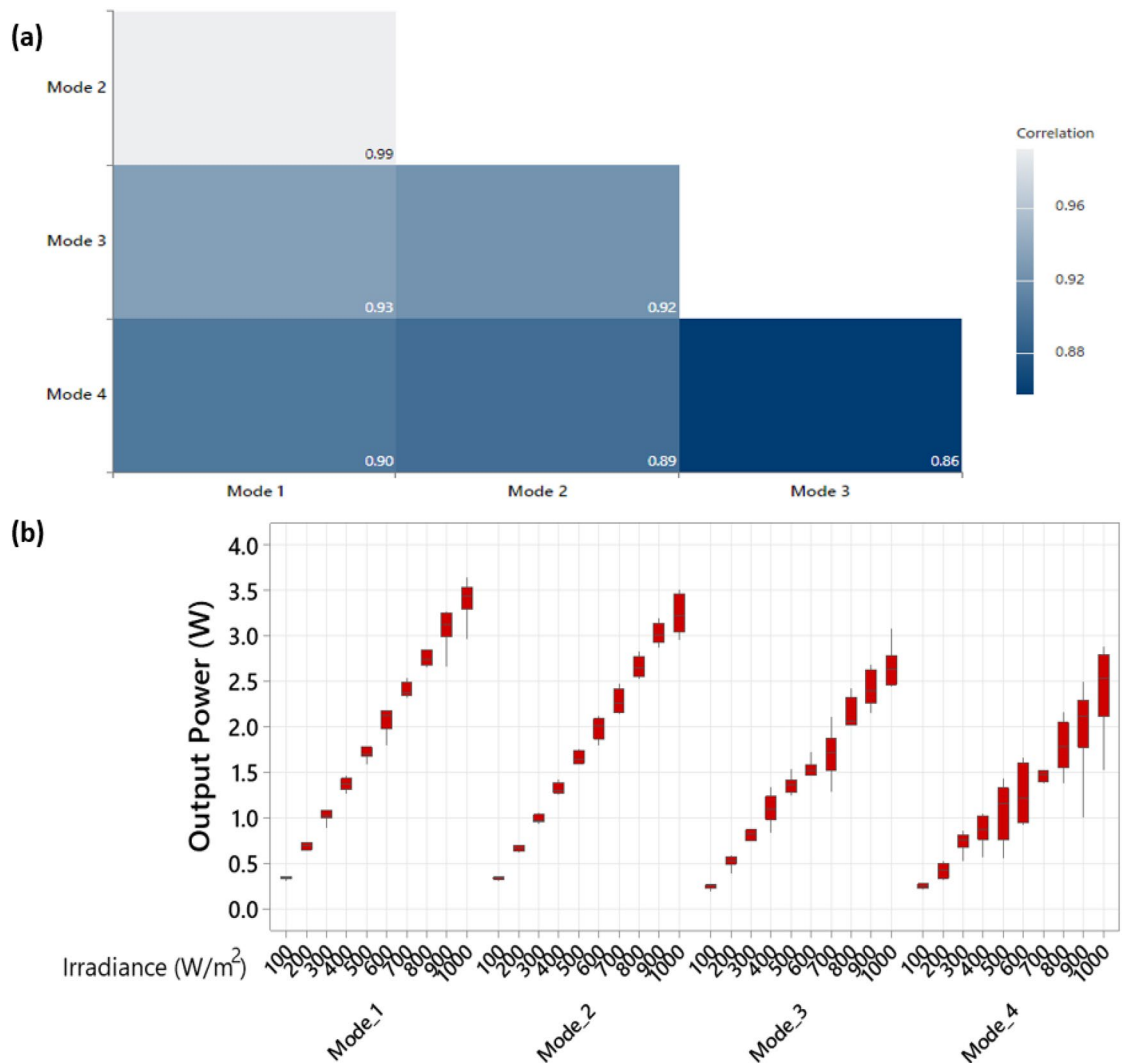 (a)
Mode 2
0.99
Correlation
0.96
Mode 3
0.93
0.92
0.92
0.88
Mode 4
0.90
0.89
0.86
Mode 1
Mode 2
Mode 3
(b)
Output Power (W)
4.0
3.5
3.0
2.5
2.0
1.5
1.0
0.5
0.0
Irradiance (W/m²)
100 200 300 400 500 600 700 800 900 1000 100 200 300 400 500 600 700 800 900 1000 100 200 300 400 500 600 700 800 900 1000 100 200 300 400 500 600 700 800 900 1000
Mode_1
Mode_2
Mode_3
Mode_4